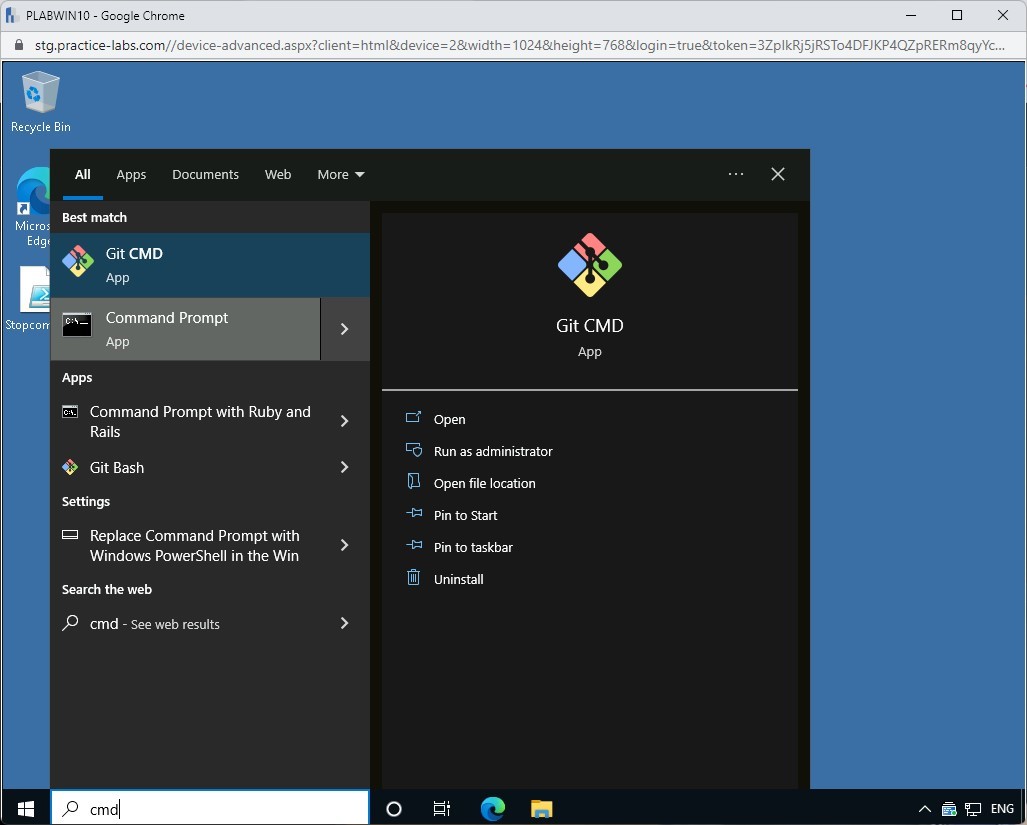 PLABWIN10 - Google Chrome
stg.practice-labs.com//device-advanced.aspx?client=html&device=2&width=1024&height=768&login=true&token=3ZpIkRj5jRSTo4DFJKP4QZpRERm8qyYc...
Recycle Bin
All Apps Documents Web More
Micros
Edge
Stopcom
Best match
Git CMD
App
Command Prompt
App
Apps
Command Prompt with Ruby and
Rails
Git Bash
Settings
Replace Command Prompt with
Windows PowerShell in the Win
Search the web
cmd - See web results
Git CMD
App
Open
Run as administrator
Open file location
Pin to Start
Pin to taskbar
Uninstall
cmd
ENG